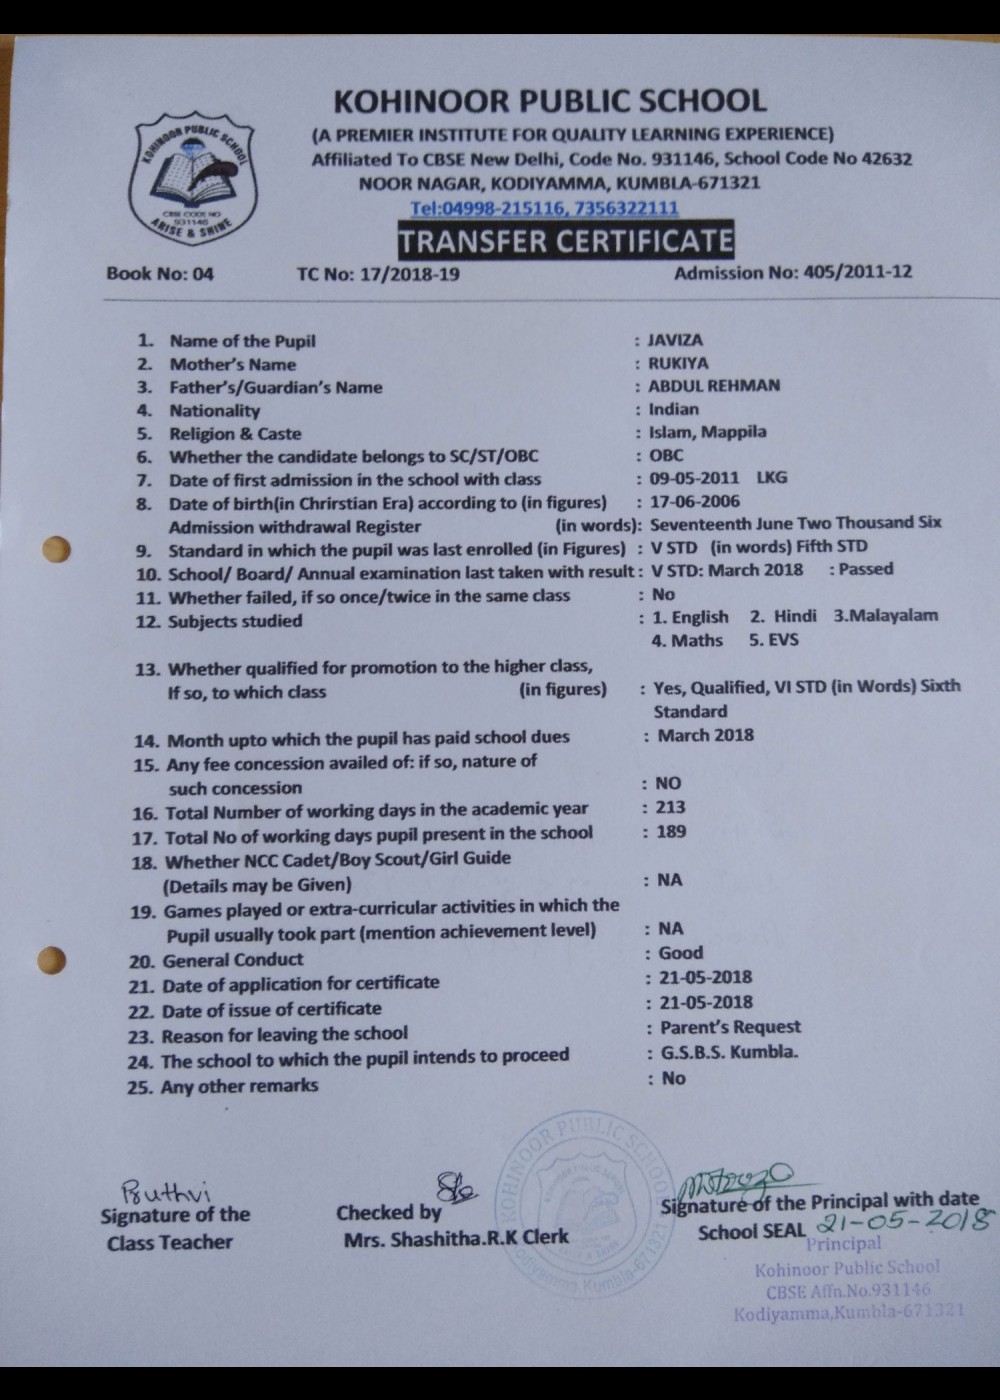 KOHINOOR PUBLIC SCHOOL
(A PREMIER INSTITUTE FOR QUALITY LEARNING EXPERIENCE)
Affiliated To CBSE New Delhi, Code No. 931146, School Code No 42632
NOOR NAGAR, KODIYAMMA, KUMBLA-671321
Tel:04998-215116, 7356322111
KOHINOOR PUBLIC SCHOOL
CBSE CODE NO
931146
ARISE & SHINE
TRANSFER CERTIFICATE
Book No: 04 TC No: 17/2018-19 Admission No: 405/2011-12
1. Name of the Pupil : JAVIZA
2. Mother's Name : RUKIYA
3. Father's/Guardian's Name : ABDUL REHMAN
4. Nationality : Indian
5. Religion & Caste : Islam, Mappila
6. Whether the candidate belongs to SC/ST/OBC : OBC
7. Date of first admission in the school with class : 09-05-2011 LKG
8. Date of birth(in Chrirstian Era) according to (in figures) : 17-06-2006
Admission withdrawal Register (in words): Seventeenth June Two Thousand Six
9. Standard in which the pupil was last enrolled (in Figures) : V STD (in words) Fifth STD
10. School/ Board/ Annual examination last taken with result : V STD: March 2018 : Passed
11. Whether failed, if so once/twice in the same class : No
12. Subjects studied : 1. English 2. Hindi 3.Malayalam
4. Maths 5. EVS
13. Whether qualified for promotion to the higher class,
If so, to which class (in figures) : Yes, Qualified, VI STD (in Words) Sixth
Standard
14. Month upto which the pupil has paid school dues : March 2018
15. Any fee concession availed of: if so, nature of
such concession : NO
16. Total Number of working days in the academic year : 213
17. Total No of working days pupil present in the school : 189
18. Whether NCC Cadet/Boy Scout/Girl Guide
(Details may be Given) : NA
19. Games played or extra-curricular activities in which the
Pupil usually took part (mention achievement level) : NA
20. General Conduct : Good
21. Date of application for certificate : 21-05-2018
22. Date of issue of certificate : 21-05-2018
23. Reason for leaving the school : Parent's Request
24. The school to which the pupil intends to proceed : G.S.B.S. Kumbla.
25. Any other remarks : No
Ruthvi
Signature of the Checked by Signature of the Principal with date
Class Teacher Mrs. Shashitha.R.K Clerk School SEAL 21-05-2018
KOHINOOR PUBLIC SCHOOL
Kodiyamma, Kumbla-671321
Principal
Kohinoor Public School
CBSE Affn.No.931146
Kodiyamma,Kumbla-671321